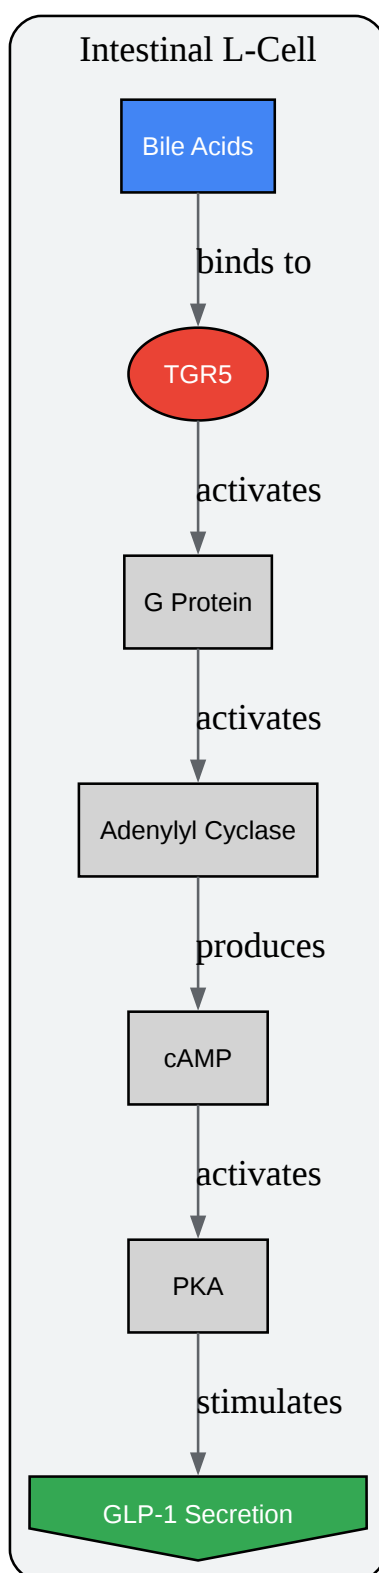 Intestinal L-Cell
Bile Acids
binds to
TGR5
activates
G Protein
activates
Adenylyl Cyclase
produces
cAMP
activates
PKA
stimulates
GLP-1 Secretion